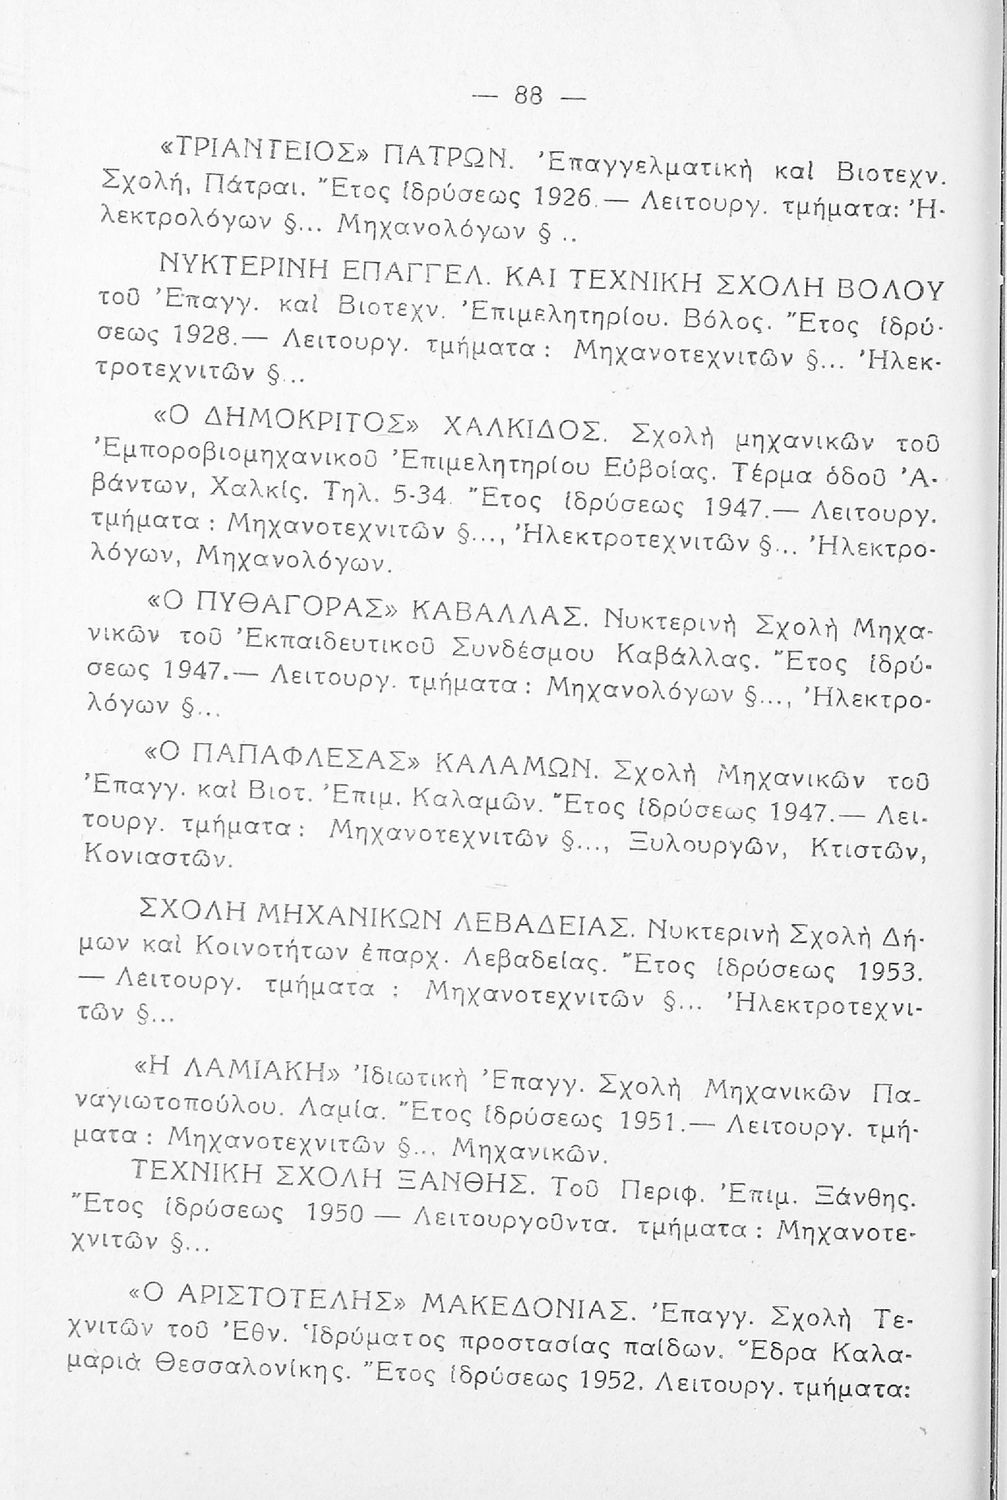 — 88 —
«ΤΡΙΑΝΤΕΙΟΣ» ΠΑΤΡΩΝ. Ἐπαγγελματικὴ καὶ Βιοτεχν.
Σχολή, Πάτραι. Ἔτος ἱδρύσεως 1926.— Λειτουργ. τμήματα: Ἠ-
λεκτρολόγων §... Μηχανολόγων §..
ΝΥΚΤΕΡΙΝΗ ΕΠΑΓΓΕΛ. ΚΑΙ ΤΕΧΝΙΚΗ ΣΧΟΛΗ ΒΟΛΟΥ
τοῦ Ἐπαγγ. καὶ Βιοτεχν. Ἐπιμελητηρίου. Βόλος. Ἔτος ἱδρύ-
σεως 1928.— Λειτουργ. τμήματα: Μηχανοτεχνιτῶν §... Ἠλεκ-
τροτεχνιτῶν §...
«Ο ΔΗΜΟΚΡΙΤΟΣ» ΧΑΛΚΙΔΟΣ. Σχολὴ μηχανικῶν τοῦ
Ἐμποροβιομηχανικοῦ Ἐπιμελητηρίου Εὐβοίας. Τέρμα ὁδοῦ Ἀ-
βάντων, Χαλκίς. Τηλ. 5-34. Ἔτος ἱδρύσεως 1947.— Λειτουργ.
τμήματα: Μηχανοτεχνιτῶν §..., Ἠλεκτροτεχνιτῶν §... Ἠλεκτρο-
λόγων, Μηχανολόγων.
«Ο ΠΥΘΑΓΟΡΑΣ» ΚΑΒΑΛΛΑΣ. Νυκτερινὴ Σχολὴ Μηχα-
νικῶν τοῦ Ἐκπαιδευτικοῦ Συνδέσμου Καβάλλας. Ἔτος ἱδρύ-
σεως 1947.— Λειτουργ. τμήματα: Μηχανολόγων §..., Ἠλεκτρο-
λόγων §...
«Ο ΠΑΠΑΦΛΕΣΑΣ» ΚΑΛΑΜΩΝ. Σχολὴ Μηχανικῶν τοῦ
Ἐπαγγ. καὶ Βιοτ. Ἐπιμ. Καλαμῶν. Ἔτος ἱδρύσεως 1947.— Λει-
τουργ. τμήματα: Μηχανοτεχνιτῶν §..., Ξυλουργῶν, Κτιστῶν,
Κονιαστῶν.
ΣΧΟΛΗ ΜΗΧΑΝΙΚΩΝ ΛΕΒΑΔΕΙΑΣ. Νυκτερινὴ Σχολὴ Δή-
μων καὶ Κοινοτήτων ἐπαρχ. Λεβαδείας. Ἔτος ἱδρύσεως 1953.
— Λειτουργ. τμήματα: Μηχανοτεχνιτῶν §... Ἠλεκτροτεχνι-
τῶν §...
«Η ΛΑΜΙΑΚΗ» Ἰδιωτικὴ Ἐπαγγ. Σχολὴ Μηχανικῶν Πα-
ναγιωτοπούλου. Λαμία. Ἔτος ἱδρύσεως 1951.— Λειτουργ. τμή-
ματα: Μηχανοτεχνιτῶν §... Μηχανικῶν.
ΤΕΧΝΙΚΗ ΣΧΟΛΗ ΞΑΝΘΗΣ. Τοῦ Περιφ. Ἐπιμ. Ξάνθης.
Ἔτος ἱδρύσεως 1950 — Λειτουργοῦντα. τμήματα: Μηχανοτε-
χνιτῶν §...
«Ο ΑΡΙΣΤΟΤΕΛΗΣ» ΜΑΚΕΔΟΝΙΑΣ. Ἐπαγγ. Σχολὴ Τε-
χνιτῶν τοῦ Ἐθν. Ἱδρύματος προστασίας παίδων. Ἕδρα Καλα-
μαριὰ Θεσσαλονίκης. Ἔτος ἱδρύσεως 1952. Λειτουργ. τμήματα: